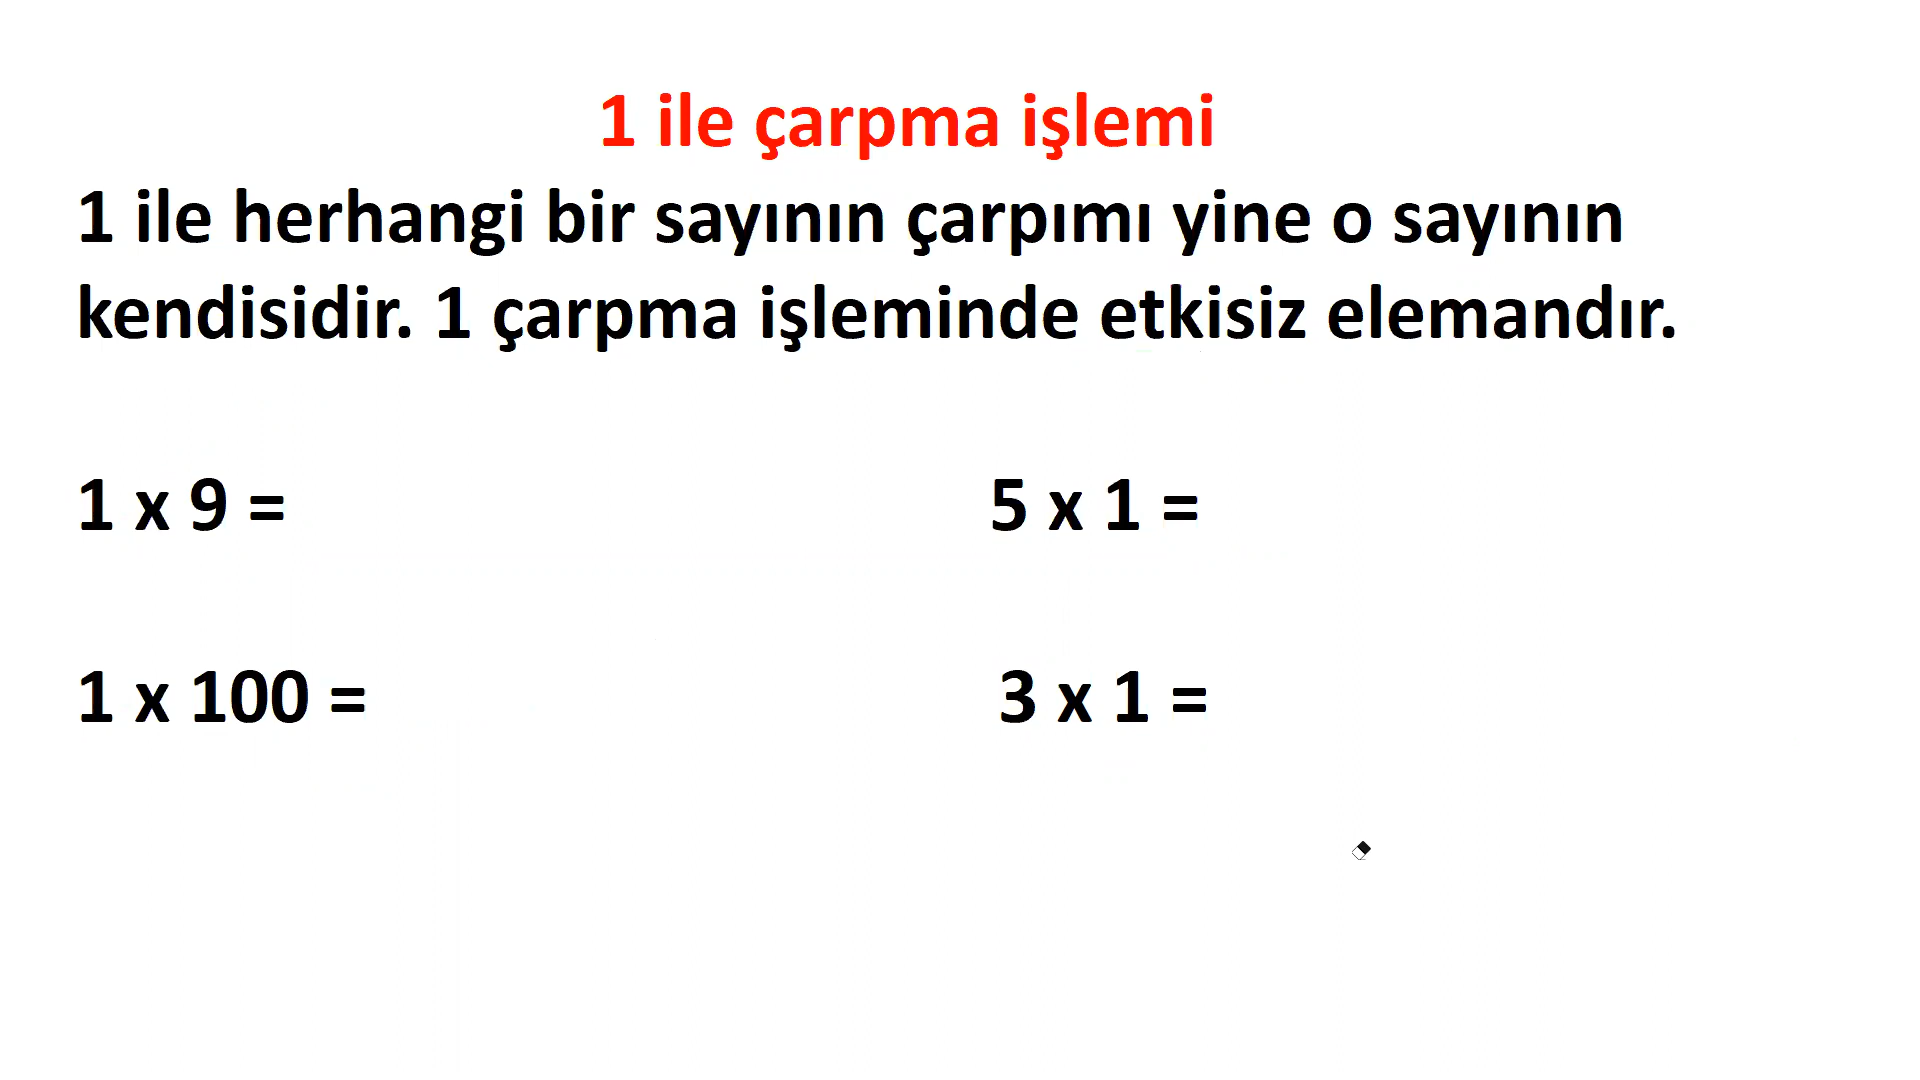 1 ile çarpma işlemi
1 ile herhangi bir sayının çarpımı yine o sayının
kendisidir. 1 çarpma işleminde etkisiz elemandır.
1 x 9 =
5 x 1 =
1 x 100 =
3 x 1 =